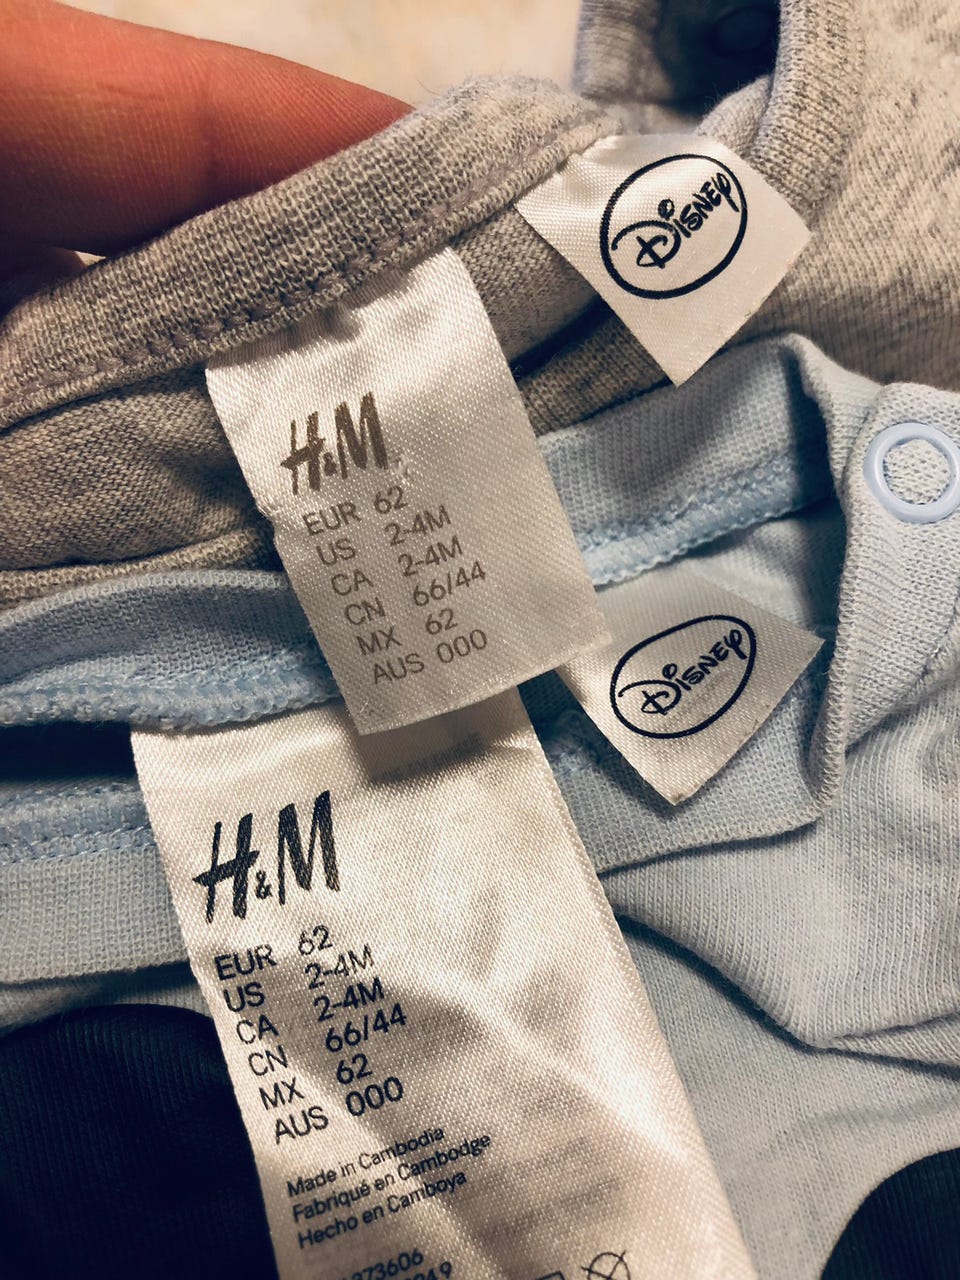 Disney
H&M
EUR 62
US 2-4M
CA 2-4M
CN 66/44
MX 62
AUS 000
Disney
H&M
EUR 62
US 2-4M
CA 2-4M
CN 66/44
MX 62
AUS 000
Made in Cambodia
Fabriqué en Cambodge
Hecho en Camboya